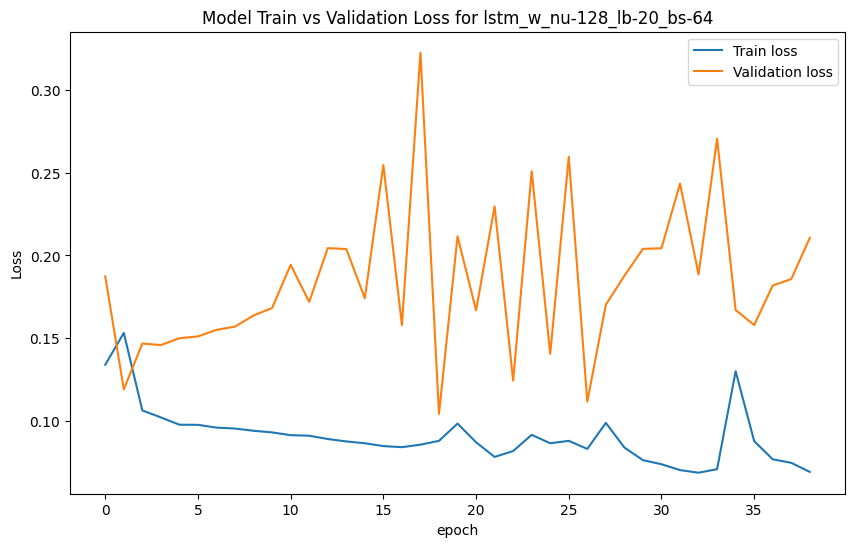 Model Train vs Validation Loss for lstm_w_nu-128_lb-20_bs-64
Train loss
Validation loss
0.30
0.25
0.20
0.15
0.10
Loss
0 5 10 15 20 25 30 35
epoch